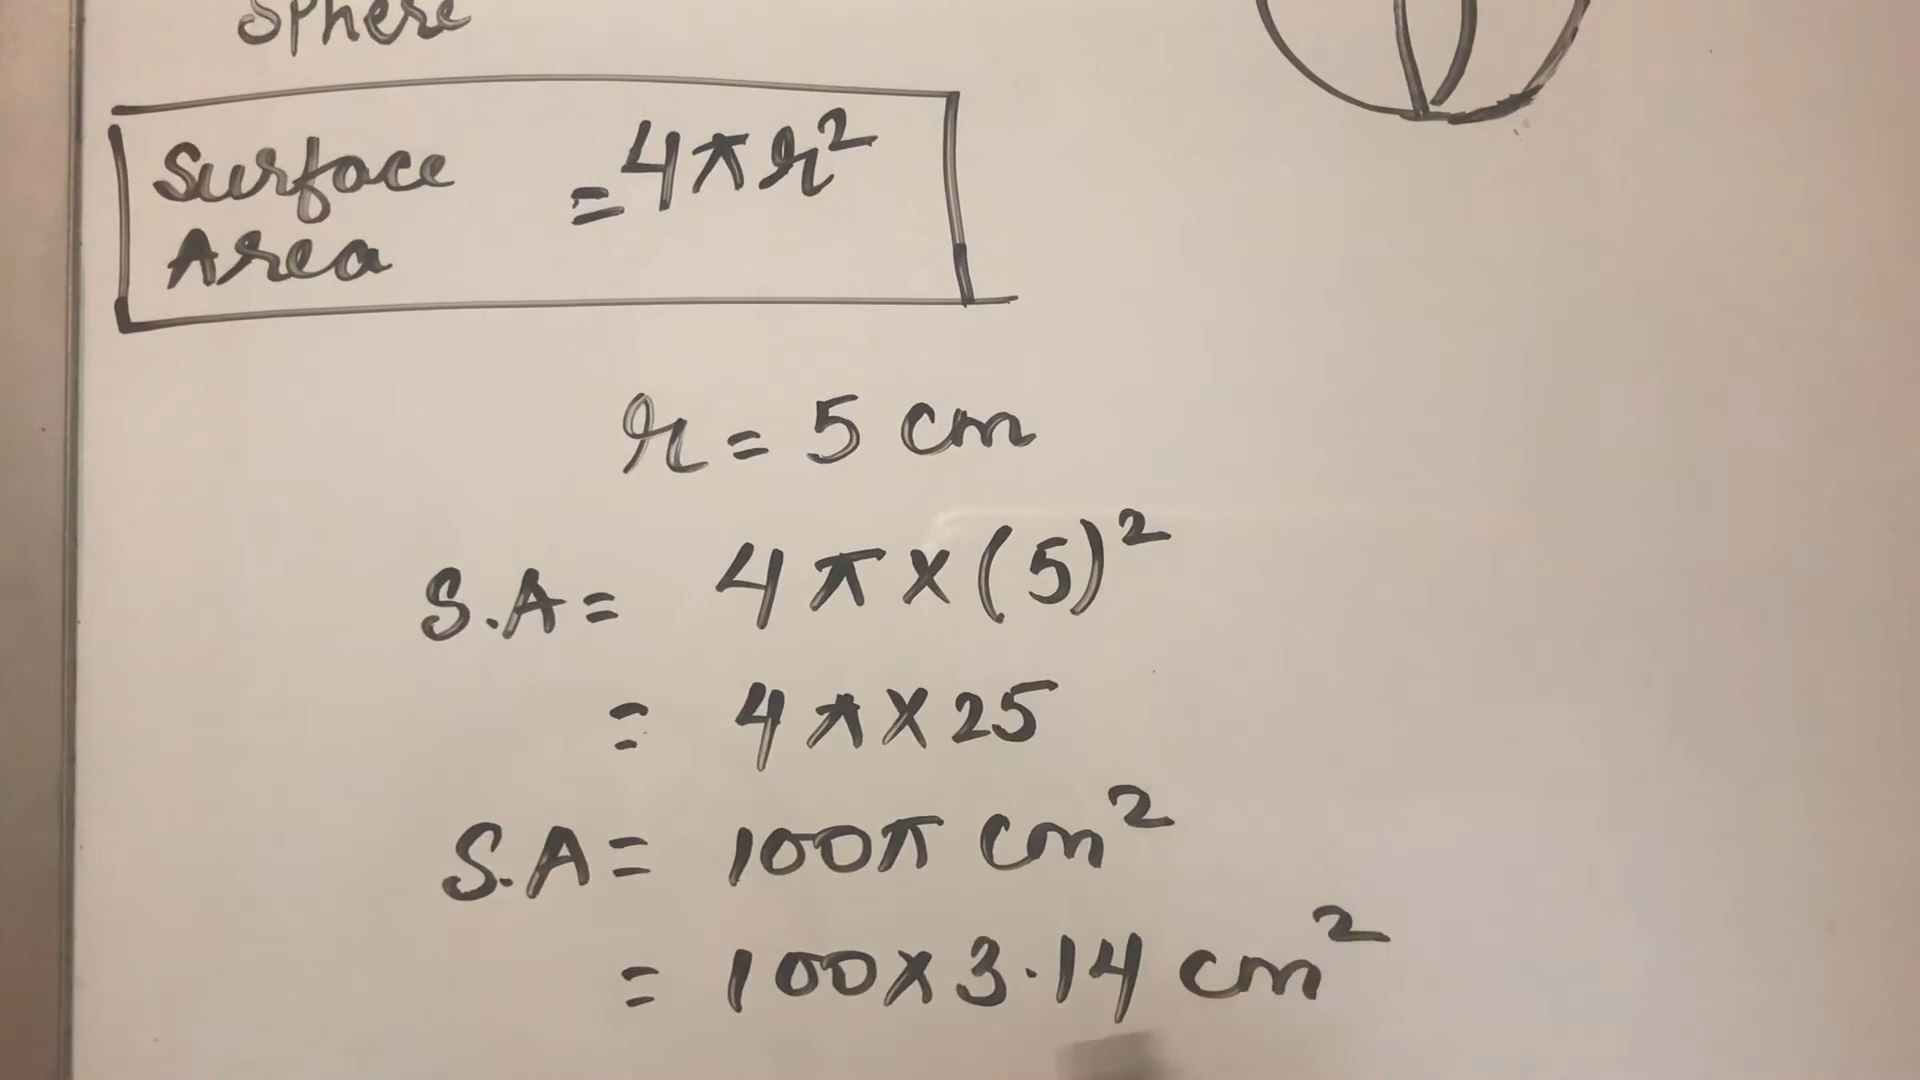 Sphere
Surface = 4πr²
Area
r = 5 cm
S.A = 4π×(5)²
= 4π×25
S.A = 100π cm²
= 100×3.14 cm²